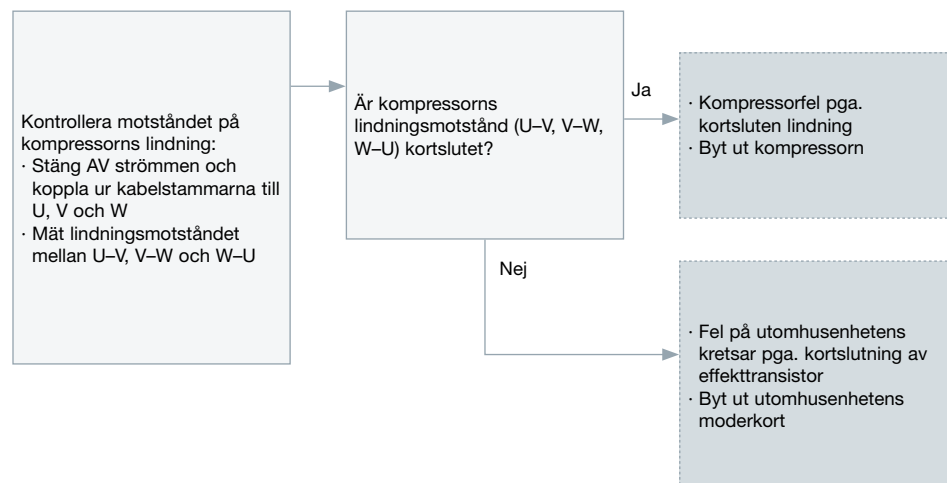 Kontrollera motståndet på
kompressorns lindning:
· Stäng AV strömmen och
koppla ur kabelstammarna till
U, V och W
· Mät lindningsmotståndet
mellan U–V, V–W och W–U
Är kompressorns
lindningsmotstånd (U–V, V–W,
W–U) kortslutet?
Ja
· Kompressorfel pga.
kortsluten lindning
· Byt ut kompressorn
Nej
· Fel på utomhusenhetens
kretsar pga. kortslutning av
effekttransistor
· Byt ut utomhusenhetens
moderkort